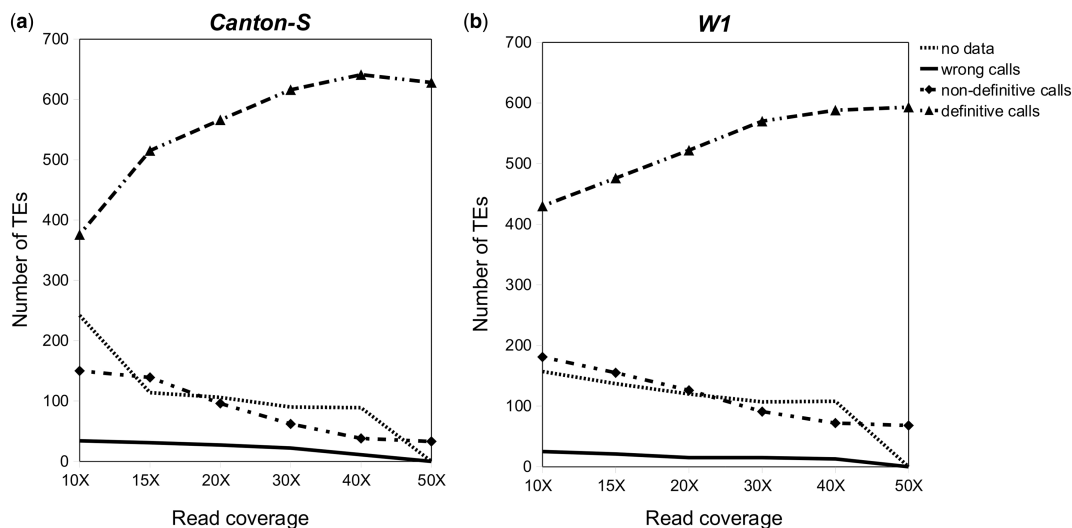 (a) Canton-S
700
600
500
400
300
200
100
0
Number of TEs
10X 15X 20X 30X 40X 50X
Read coverage
(b) W1
700
600
500
400
300
200
100
0
Number of TEs
10X 15X 20X 30X 40X 50X
Read coverage
no data
wrong calls
non-definitive calls
definitive calls